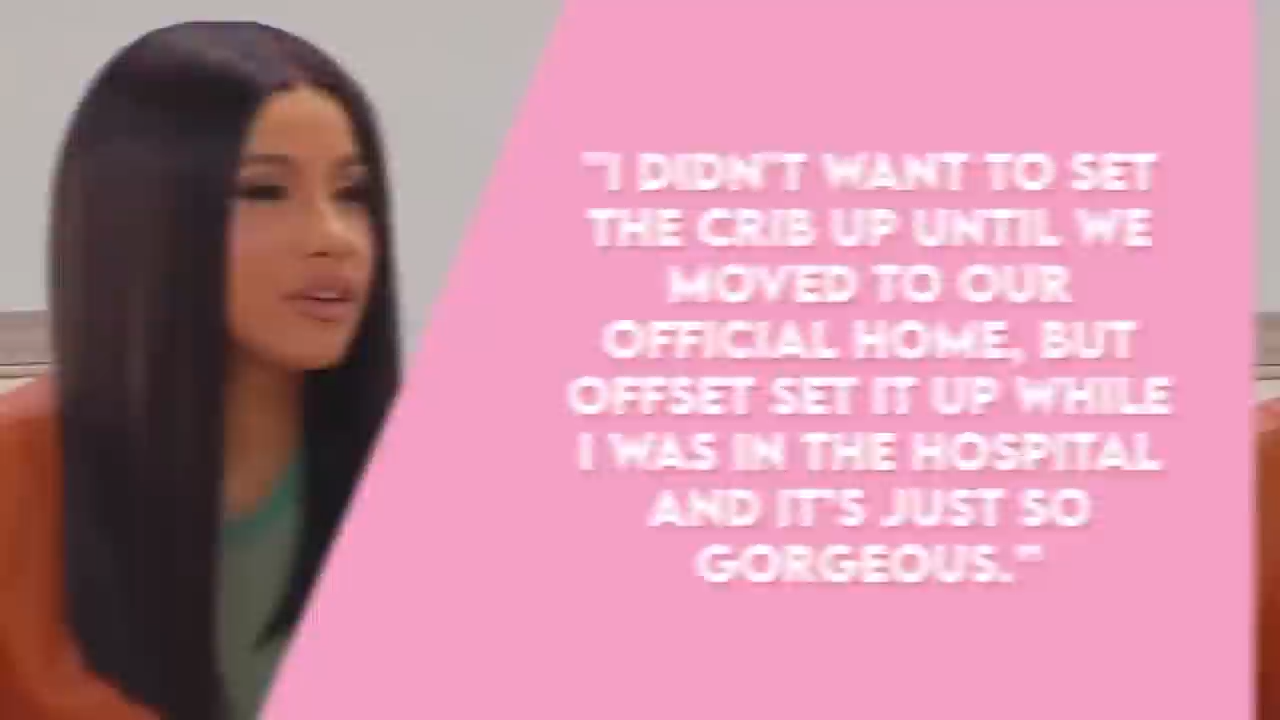 "I DIDN'T WANT TO SET
THE CRIB UP UNTIL WE
MOVED TO OUR
OFFICIAL HOME, BUT
OFFSET SET IT UP WHILE
I WAS IN THE HOSPITAL
AND IT'S JUST SO
GORGEOUS."